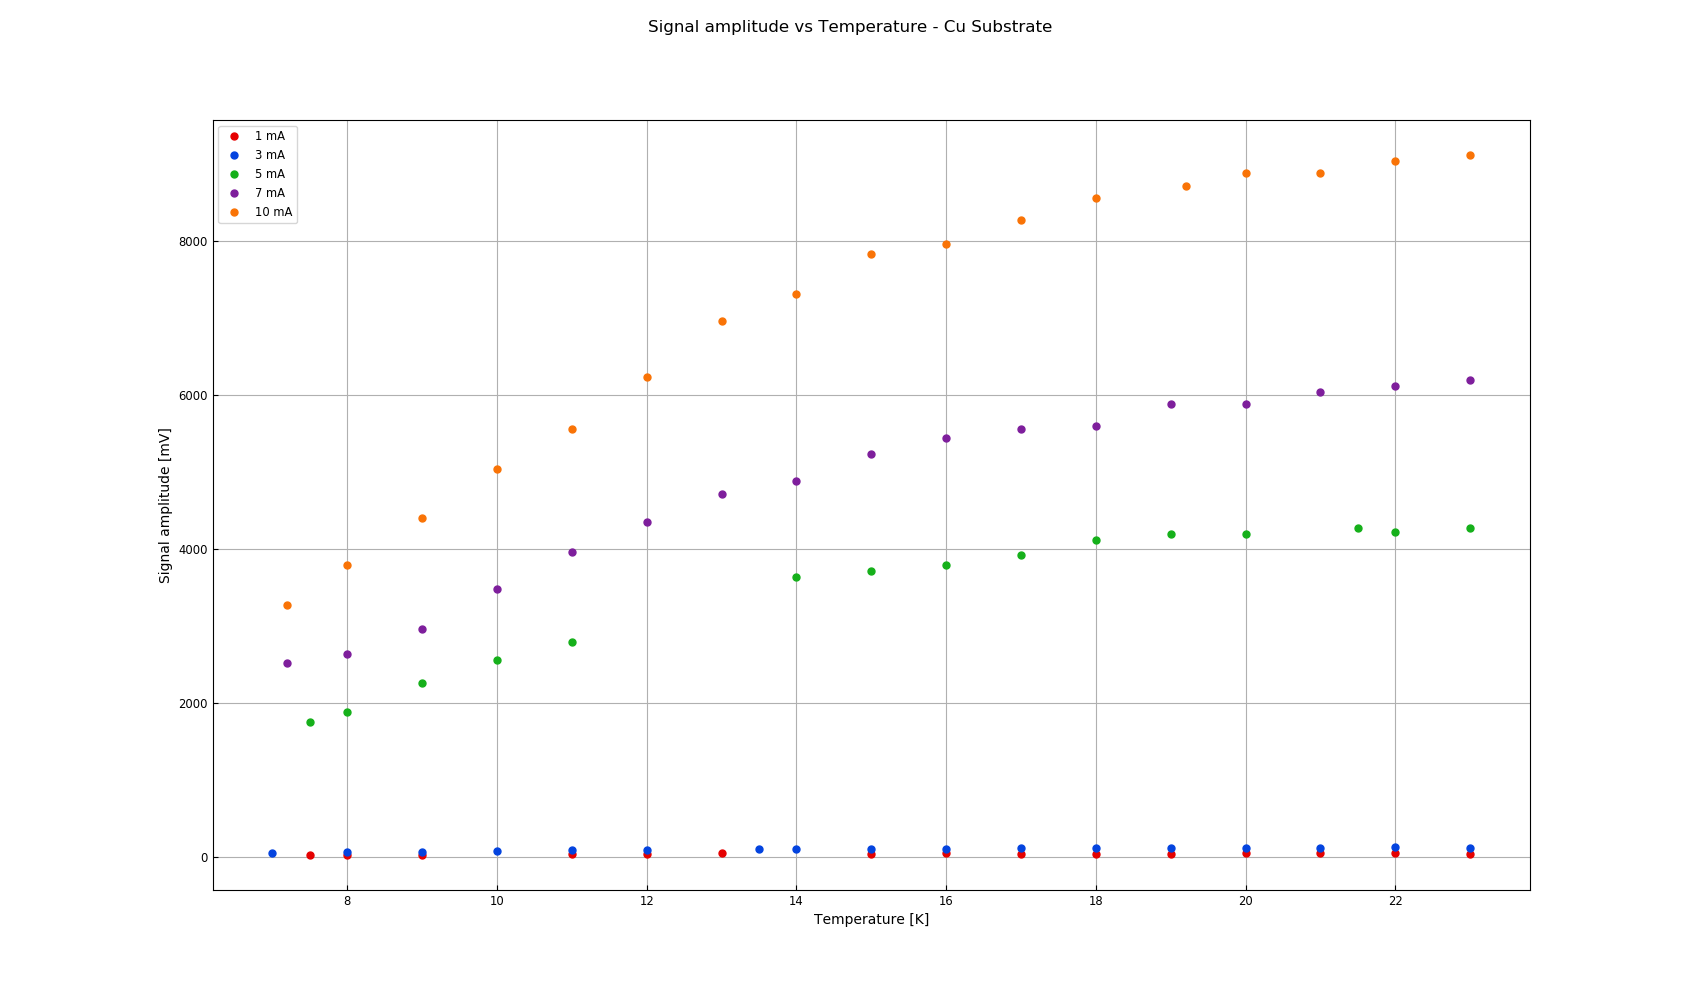 Signal amplitude vs Temperature - Cu Substrate
1 mA
3 mA
5 mA
7 mA
10 mA
8000
6000
4000
2000
0
Signal amplitude [mV]
8 10 12 14 16 18 20 22
Temperature [K]